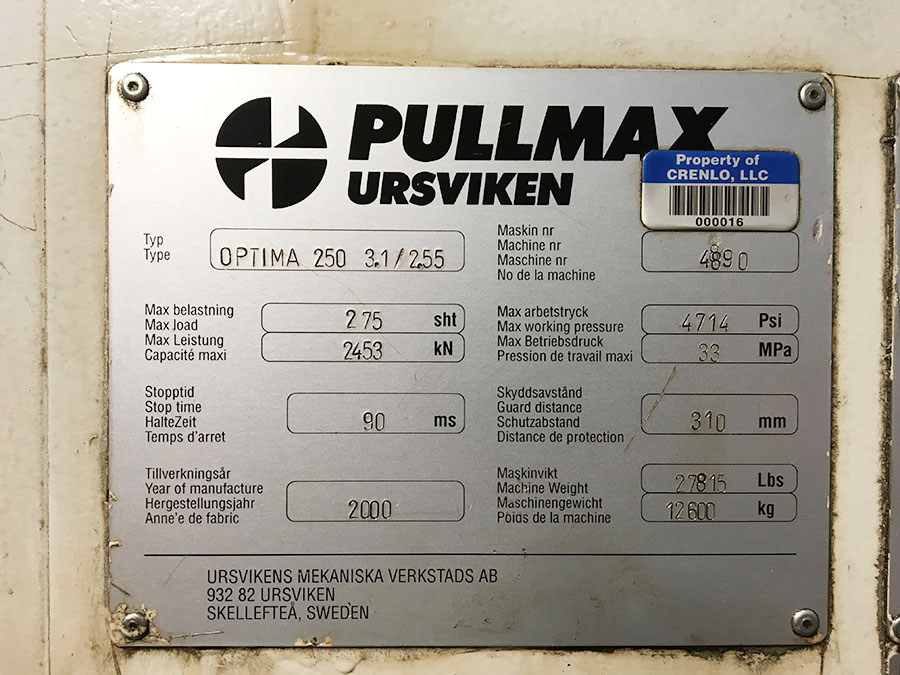 PULLMAX
URSVIKEN
Property of
CRENLO, LLC
000016
Typ
Type
OPTIMA 250 3.1/2.55
Maskin nr
Machine nr
Maschine nr
No de la machine
4890
Max belastning
Max load
Max Leistung
Capacité maxi
275 sht
2453 kN
Max arbetstryck
Max working pressure
Max Betriebsdruck
Pression de travail maxi
4714 Psi
33 MPa
Stopptid
Stop time
HalteZeit
Temps d'arret
90 ms
Skyddsavstånd
Guard distance
Schutzabstand
Distance de protection
310 mm
Tillverkningsår
Year of manufacture
Hergestellungsjahr
Anne'e de fabric
2000
Maskinvikt
Machine Weight
Maschinengewicht
Poids de la machine
27815 Lbs
12600 kg
URSVIKENS MEKANISKA VERKSTADS AB
932 82 URSVIKEN
SKELLEFTEÅ, SWEDEN